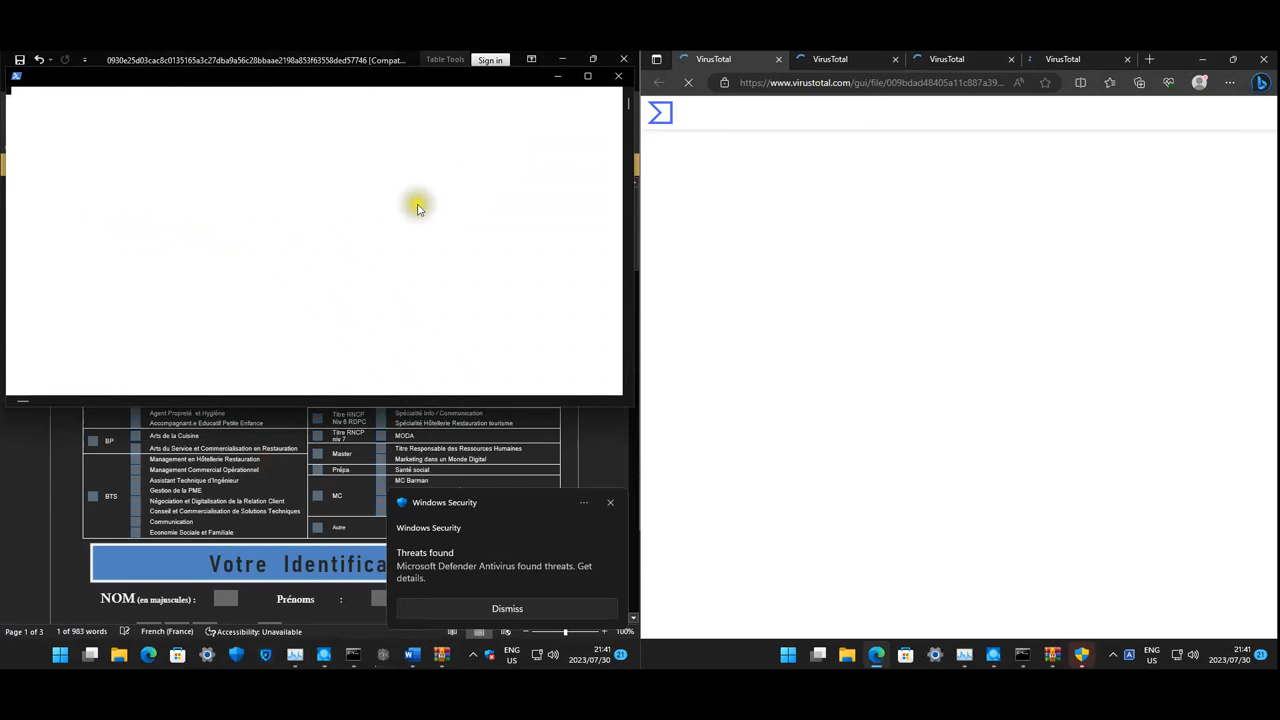 0930e25d03cac8c0135165a3c27dba9a56c28bbaae2198a853f63558ded57746 [Compat...
Table Tools
Sign in
Agent Propreté et Hygiéne
Accompagnant.e Educatif Petite Enfance
Titre RNCP
Niv 6 RDPC
Spécialité Info / Communication
Spécialité Hôtellerie Restauration tourisme
BP
Arts de la Cuisine
Arts du Service et Commercialisation en Restauration
Titre RNCP
niv 7
MODA
Master
Titre Responsable des Ressources Humaines
Marketing dans un Monde Digital
Prépa
Santé social
BTS
Management en Hôtellerie Restauration
Management Commercial Opérationnel
Assistant Technique d'Ingénieur
Gestion de la PME
Négociation et Digitalisation de la Relation Client
Conseil et Commercialisation de Solutions Techniques
Communication
Economie Sociale et Familiale
MC
MC Barman
Autre
Votre Identifica
NOM (en majuscules) :
Prénoms :
Windows Security
Windows Security
Threats found
Microsoft Defender Antivirus found threats. Get
details.
Dismiss
Page 1 of 3
1 of 983 words
French (France)
Accessibility: Unavailable
100%
ENG
US
21:41
2023/07/30
21
VirusTotal
VirusTotal
VirusTotal
VirusTotal
https://www.virustotal.com/gui/file/009bdad48405a11c887a39...
A
ENG
US
21:41
2023/07/30
21